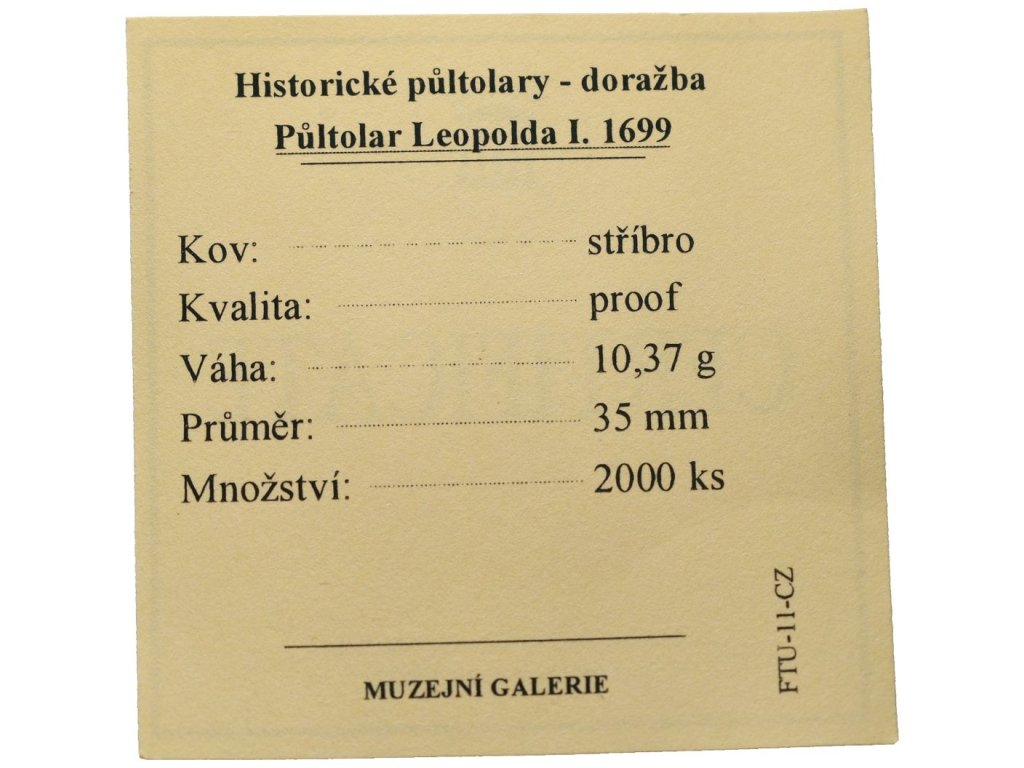 Historické půltolary - doražba
Půltolar Leopolda I. 1699
Kov: stříbro
Kvalita: proof
Váha: 10,37 g
Průměr: 35 mm
Množství: 2000 ks
MUZEJNÍ GALERIE
FTU-11-CZ